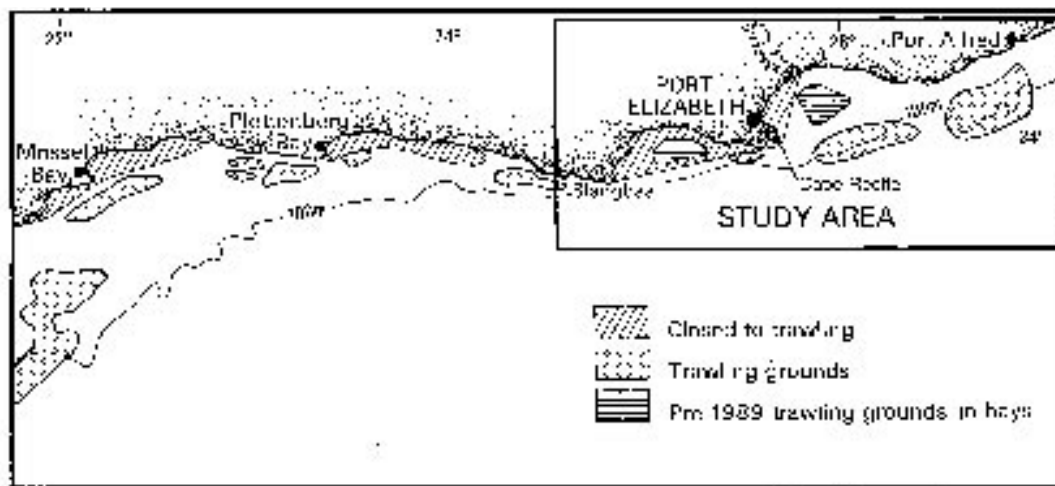 24°
Port Alfred
PORT
ELIZABETH
Plettenberg
Bay
Mossel
Bay
Cape Recife
STUDY AREA
Closed to trawling
Trawling grounds
Pre 1989 trawling grounds in bays